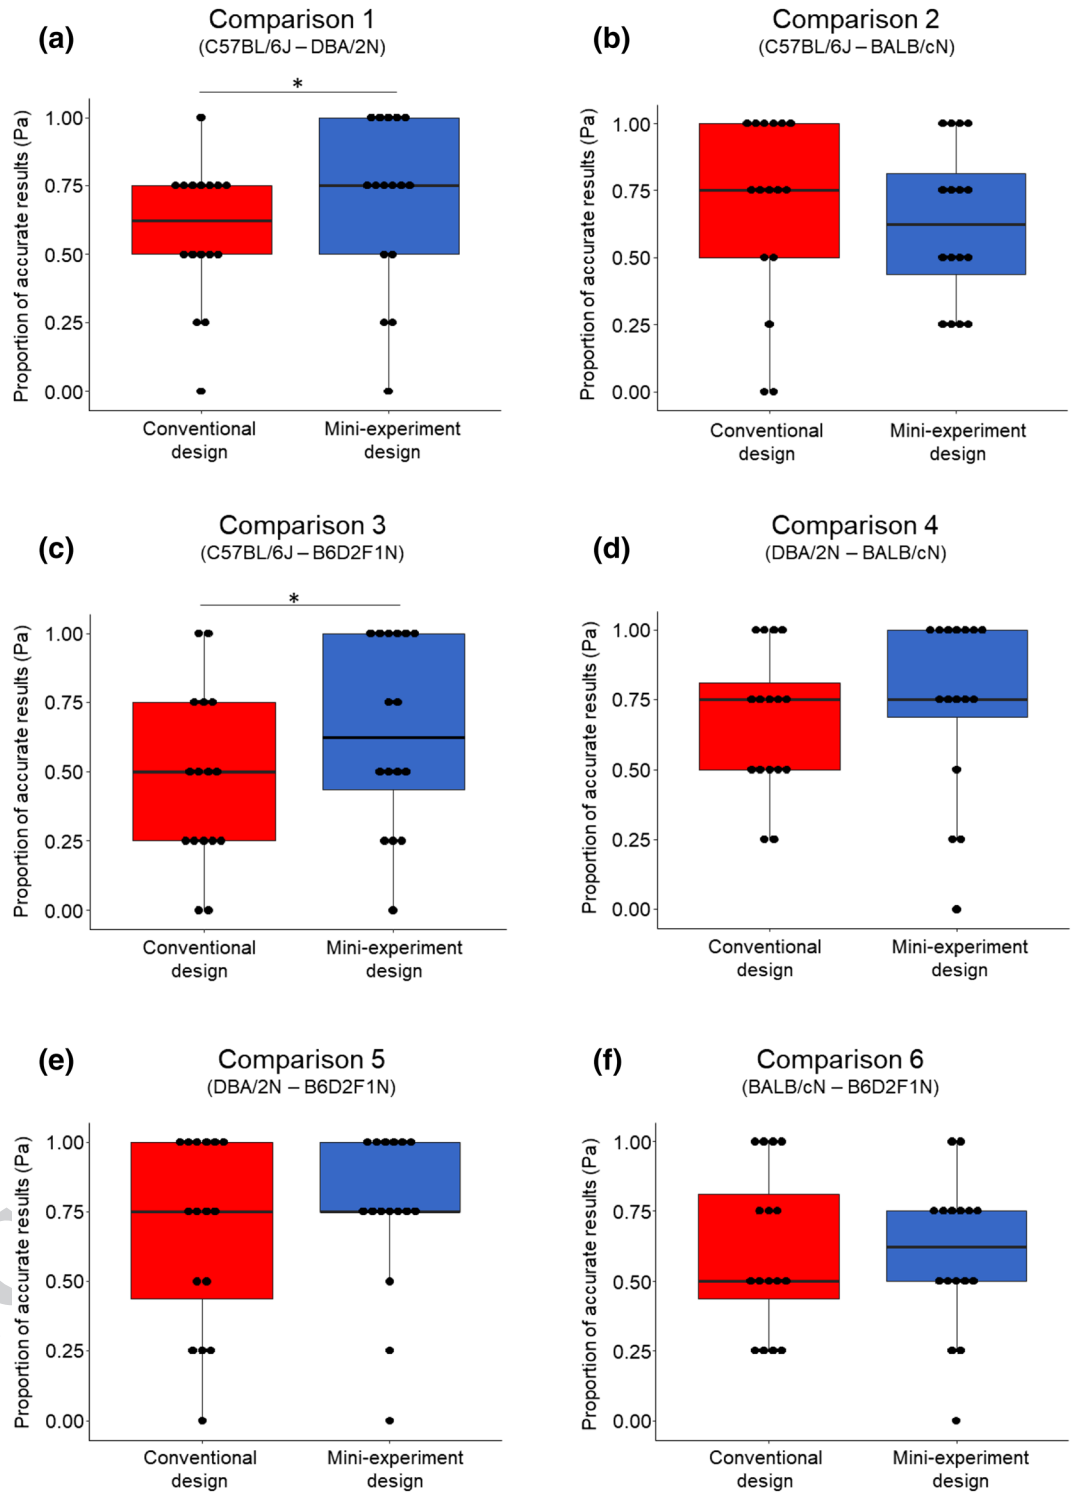 (a)
Comparison 1
(C57BL/6J – DBA/2N)
*
Proportion of accurate results (Pa)
1.00
0.75
0.50
0.25
0.00
Conventional design
Mini-experiment design
(b)
Comparison 2
(C57BL/6J – BALB/cN)
Proportion of accurate results (Pa)
1.00
0.75
0.50
0.25
0.00
Conventional design
Mini-experiment design
(c)
Comparison 3
(C57BL/6J – B6D2F1N)
*
Proportion of accurate results (Pa)
1.00
0.75
0.50
0.25
0.00
Conventional design
Mini-experiment design
(d)
Comparison 4
(DBA/2N – BALB/cN)
Proportion of accurate results (Pa)
1.00
0.75
0.50
0.25
0.00
Conventional design
Mini-experiment design
(e)
Comparison 5
(DBA/2N – B6D2F1N)
Proportion of accurate results (Pa)
1.00
0.75
0.50
0.25
0.00
Conventional design
Mini-experiment design
(f)
Comparison 6
(BALB/cN – B6D2F1N)
Proportion of accurate results (Pa)
1.00
0.75
0.50
0.25
0.00
Conventional design
Mini-experiment design